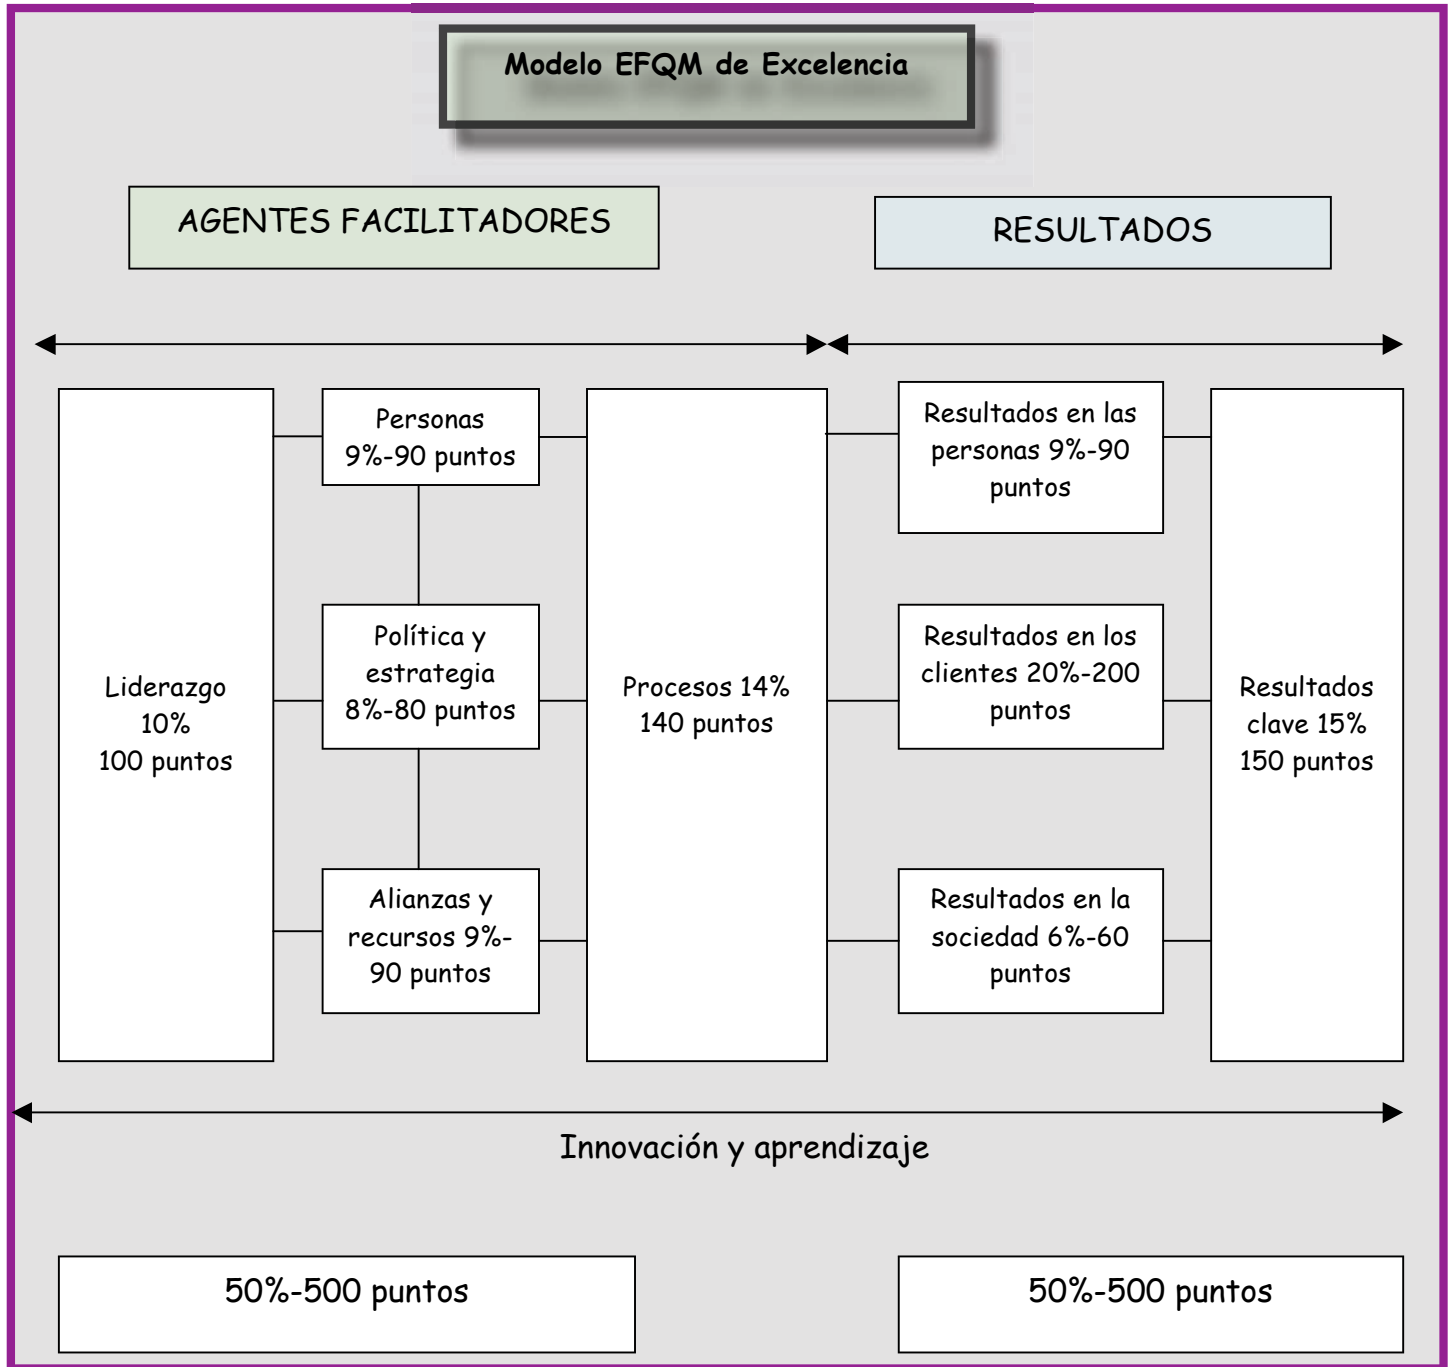 Modelo EFQM de Excelencia
AGENTES FACILITADORES
RESULTADOS
Liderazgo
10%
100 puntos
Personas
9%-90 puntos
Política y
estrategia
8%-80 puntos
Alianzas y
recursos 9%-
90 puntos
Procesos 14%
140 puntos
Resultados en las
personas 9%-90
puntos
Resultados en los
clientes 20%-200
puntos
Resultados en la
sociedad 6%-60
puntos
Resultados
clave 15%
150 puntos
Innovación y aprendizaje
50%-500 puntos
50%-500 puntos